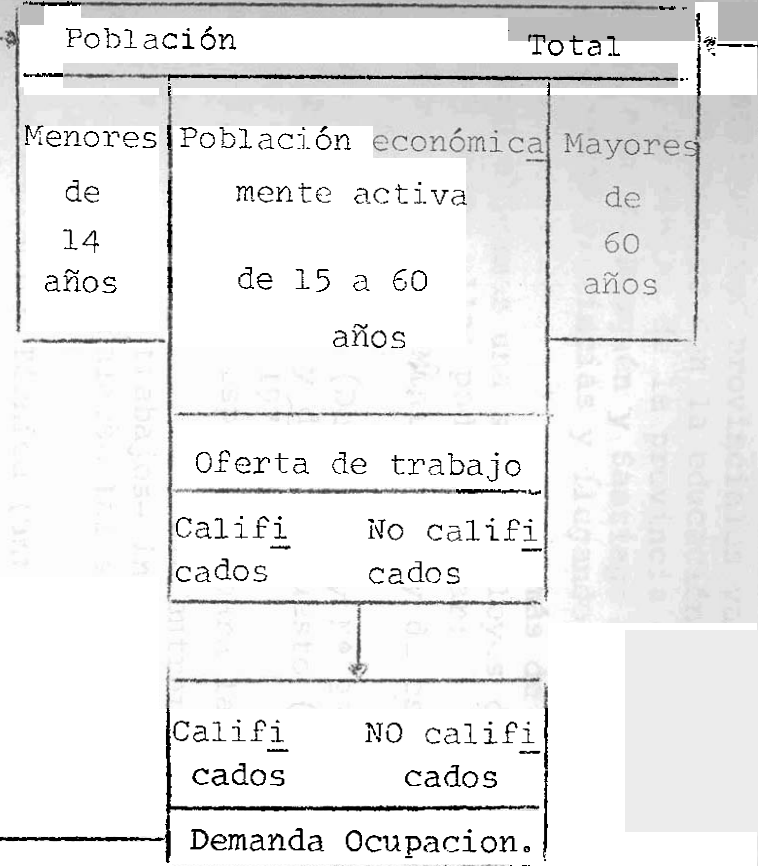 Población Total
Menores
de
14
años
Población económica
mente activa
de 15 a 60
años
Mayores
de
60
años
Oferta de trabajo
Califi No califi
cados cados
Califi NO califi
cados cados
Demanda Ocupacion.